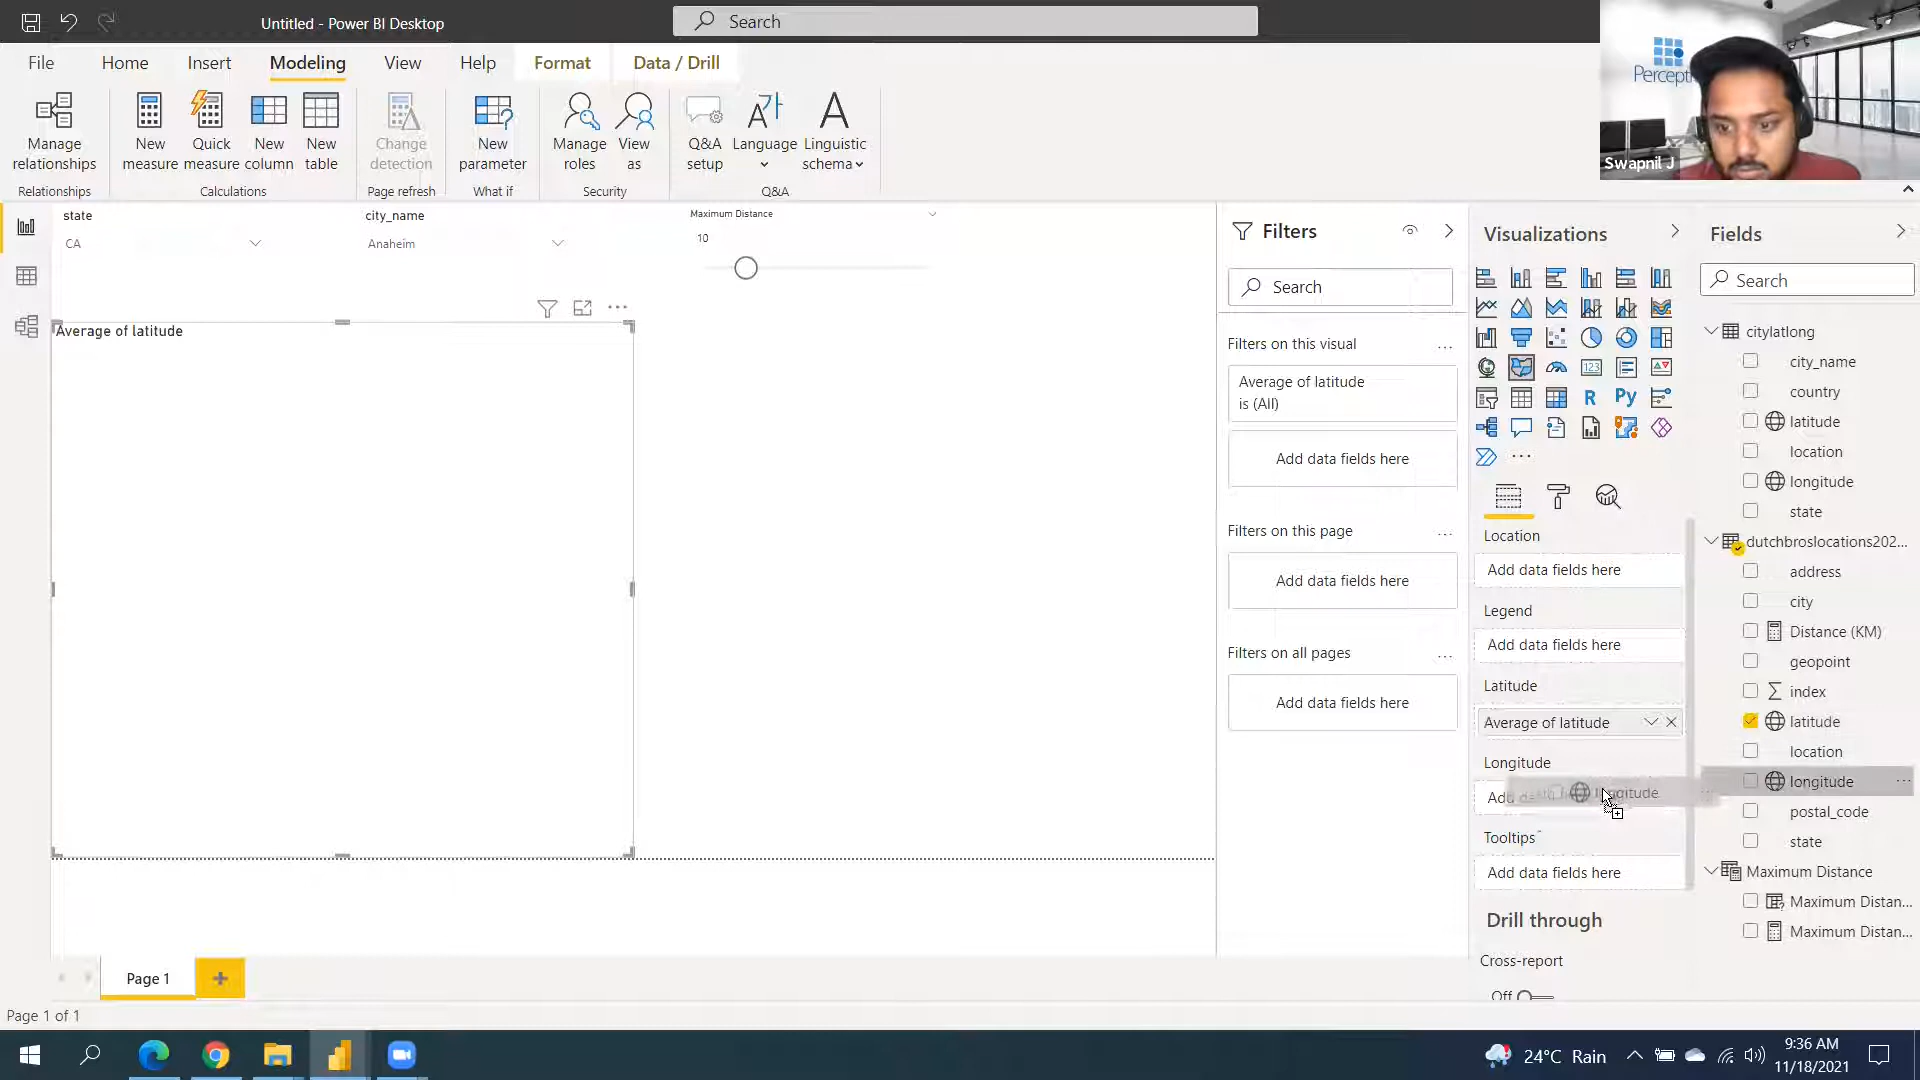 Untitled - Power BI Desktop
Search
File
Home
Insert
Modeling
View
Help
Format
Data / Drill
Manage relationships
Relationships
New measure
Quick measure
New column
New table
Calculations
Change detection
Page refresh
New parameter
What if
Manage roles
View as
Security
Q&A setup
Language
Linguistic schema
Q&A
Swapnil J
state
CA
city_name
Anaheim
Maximum Distance
10
Average of latitude
Filters
Search
Filters on this visual
...
Average of latitude
is (All)
Add data fields here
Filters on this page
...
Add data fields here
Filters on all pages
...
Add data fields here
Visualizations
R
Py
123
...
Location
Add data fields here
Legend
Add data fields here
Latitude
Average of latitude
Longitude
longitude
Tooltips
Add data fields here
Drill through
Cross-report
Off
Fields
Search
citylatlong
city_name
country
latitude
location
longitude
state
dutchbroslocations202...
address
city
Distance (KM)
geopoint
index
latitude
location
longitude
...
postal_code
state
Maximum Distance
Maximum Distan...
Maximum Distan...
Page 1
Page 1 of 1
24°C Rain
9:36 AM
11/18/2021